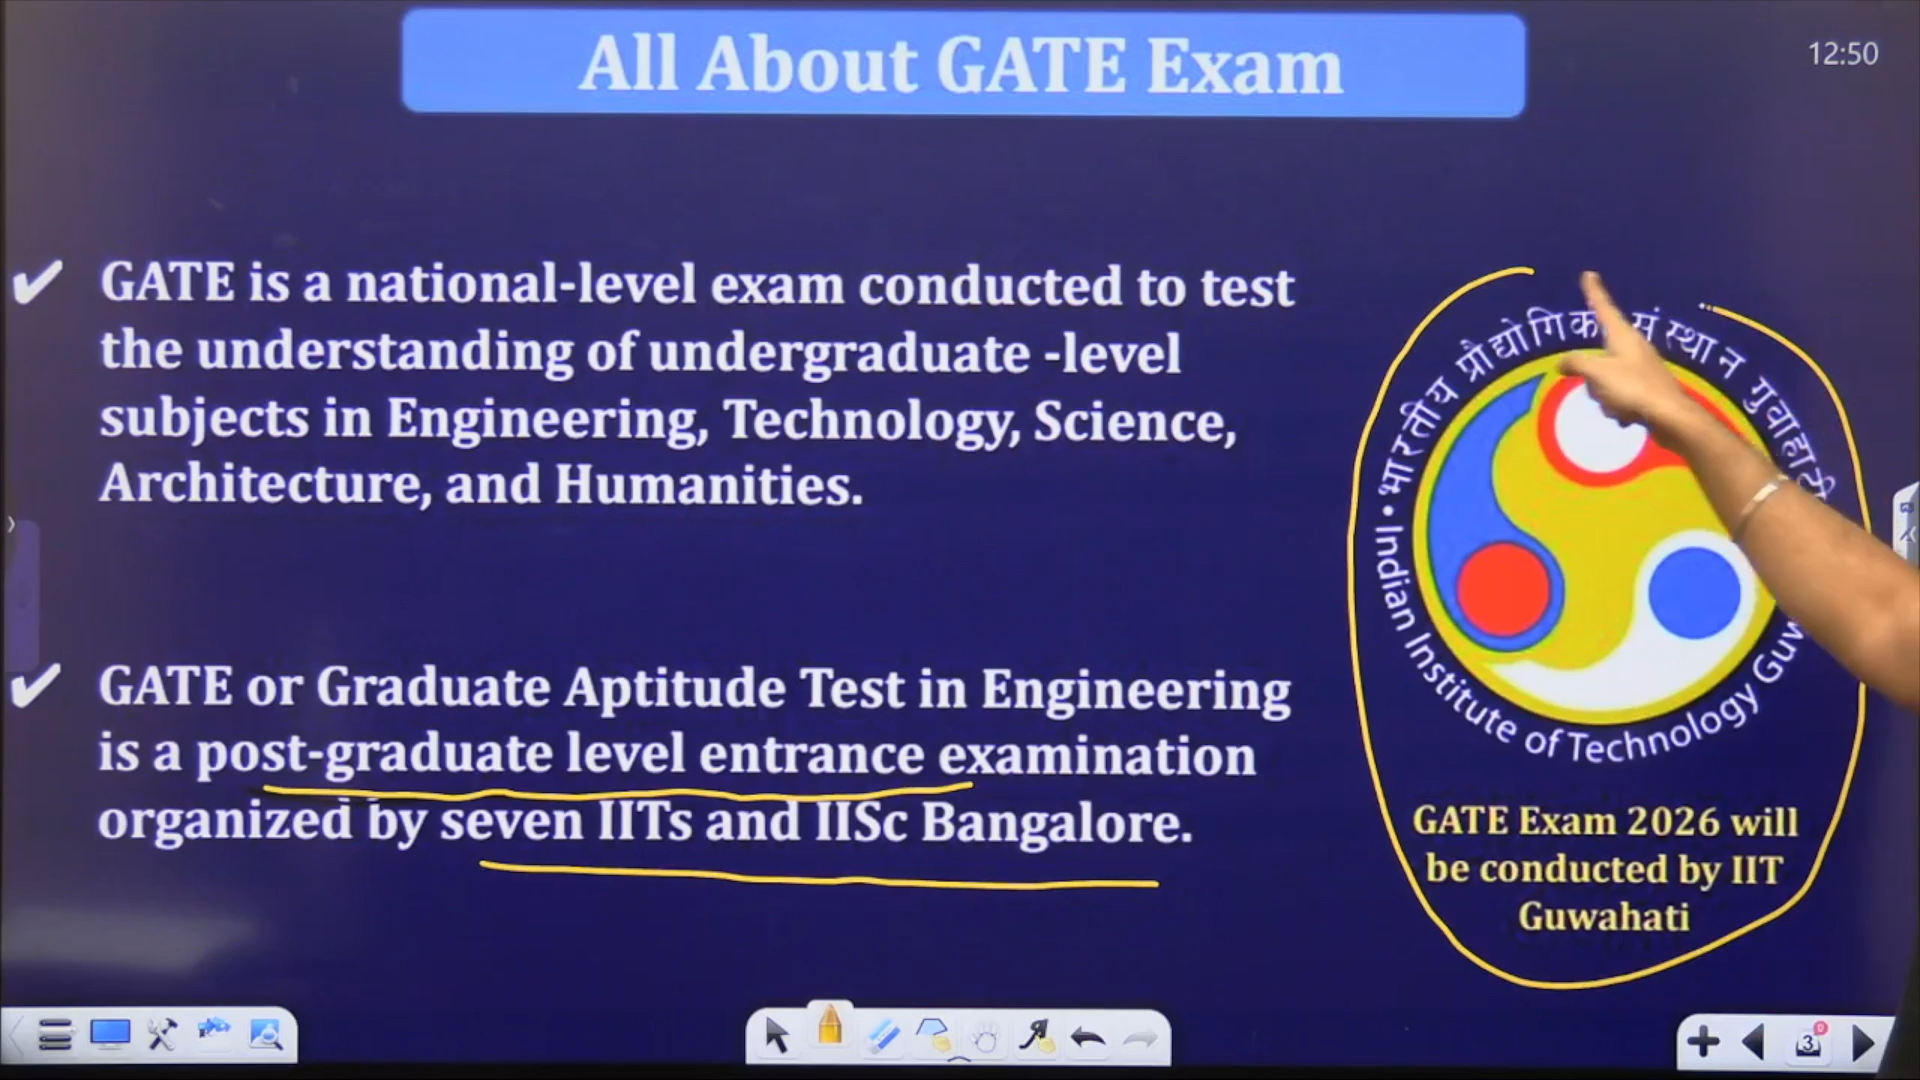 All About GATE Exam
12:50
GATE is a national-level exam conducted to test
the understanding of undergraduate -level
subjects in Engineering, Technology, Science,
Architecture, and Humanities.
GATE or Graduate Aptitude Test in Engineering
is a post-graduate level entrance examination
organized by seven IITs and IISc Bangalore.
भारतीय प्रौद्योगिकी संस्थान गुवाहाटी
Indian Institute of Technology Guw
GATE Exam 2026 will
be conducted by IIT
Guwahati
3
0